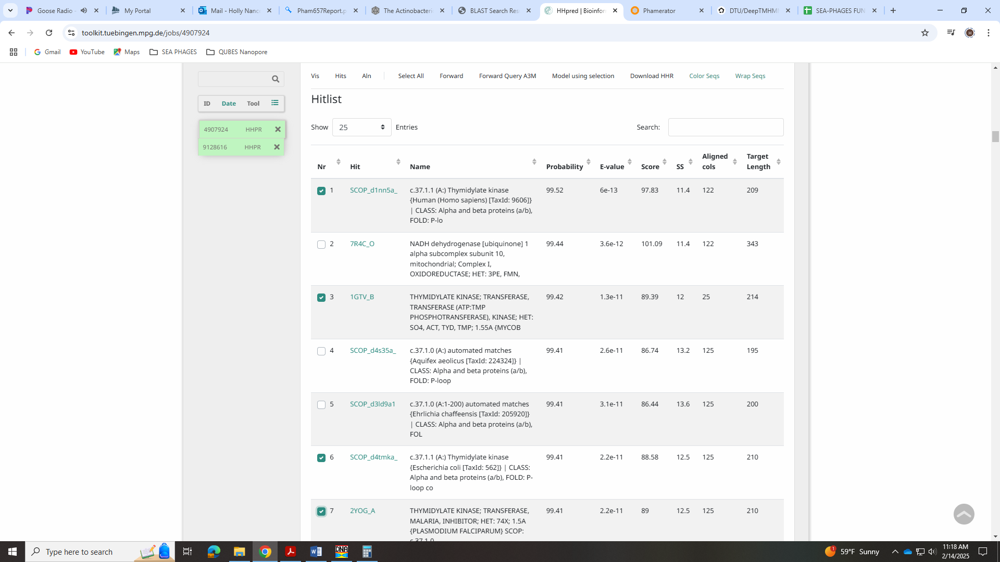 Goose Radio -
My Portal
Mail - Holly Nanc
Pham657Report.p
The Actinobacteri
BLAST Search Res
HHpred | Bioinfor
Phamerator
DTU/DeepTMHM
SEA-PHAGES FUN
toolkit.tuebingen.mpg.de/jobs/4907924
H
Gmail
YouTube
Maps
SEA PHAGES
QUBES Nanopore
Vis Hits Aln Select All Forward Forward Query A3M Model using selection Download HHR Color Seqs Wrap Seqs
ID Date Tool
4907924 HHPR
9128616 HHPR
Hitlist
Show 25 Entries Search:
Nr Hit Name Probability E-value Score SS Aligned cols Target Length
1 SCOP_d1nn5a_ c.37.1.1 (A:) Thymidylate kinase 99.52 6e-13 97.83 11.4 122 209
{Human (Homo sapiens) [TaxId: 9606]}
| CLASS: Alpha and beta proteins (a/b),
FOLD: P-lo
2 7R4C_O NADH dehydrogenase [ubiquinone] 1 99.44 3.6e-12 101.09 11.4 122 343
alpha subcomplex subunit 10,
mitochondrial; Complex I,
OXIDOREDUCTASE; HET: 3PE, FMN,
3 1GTV_B THYMIDYLATE KINASE; TRANSFERASE, 99.42 1.3e-11 89.39 12 25 214
TRANSFERASE (ATP:TMP
PHOSPHOTRANSFERASE), KINASE; HET:
SO4, ACT, TYD, TMP; 1.55A {MYCOB
4 SCOP_d4s35a_ c.37.1.0 (A:) automated matches 99.41 2.6e-11 86.74 13.2 125 195
{Aquifex aeolicus [TaxId: 224324]} |
CLASS: Alpha and beta proteins (a/b),
FOLD: P-loop
5 SCOP_d3ld9a1 c.37.1.0 (A:1-200) automated matches 99.41 3.1e-11 86.44 13.6 125 200
{Ehrlichia chaffeensis [TaxId: 205920]}
| CLASS: Alpha and beta proteins (a/b),
FOL
6 SCOP_d4tmka_ c.37.1.1 (A:) Thymidylate kinase 99.41 2.2e-11 88.58 12.5 125 210
{Escherichia coli [TaxId: 562]} | CLASS:
Alpha and beta proteins (a/b), FOLD: P-
loop co
7 2YOG_A THYMIDYLATE KINASE; TRANSFERASE, 99.41 2.2e-11 89 12.5 125 210
MALARIA, INHIBITOR; HET: 74X; 1.5A
{PLASMODIUM FALCIPARUM} SCOP:
c.37.1.0
Type here to search
DNA
1
59°F Sunny
11:18 AM
2/14/2025